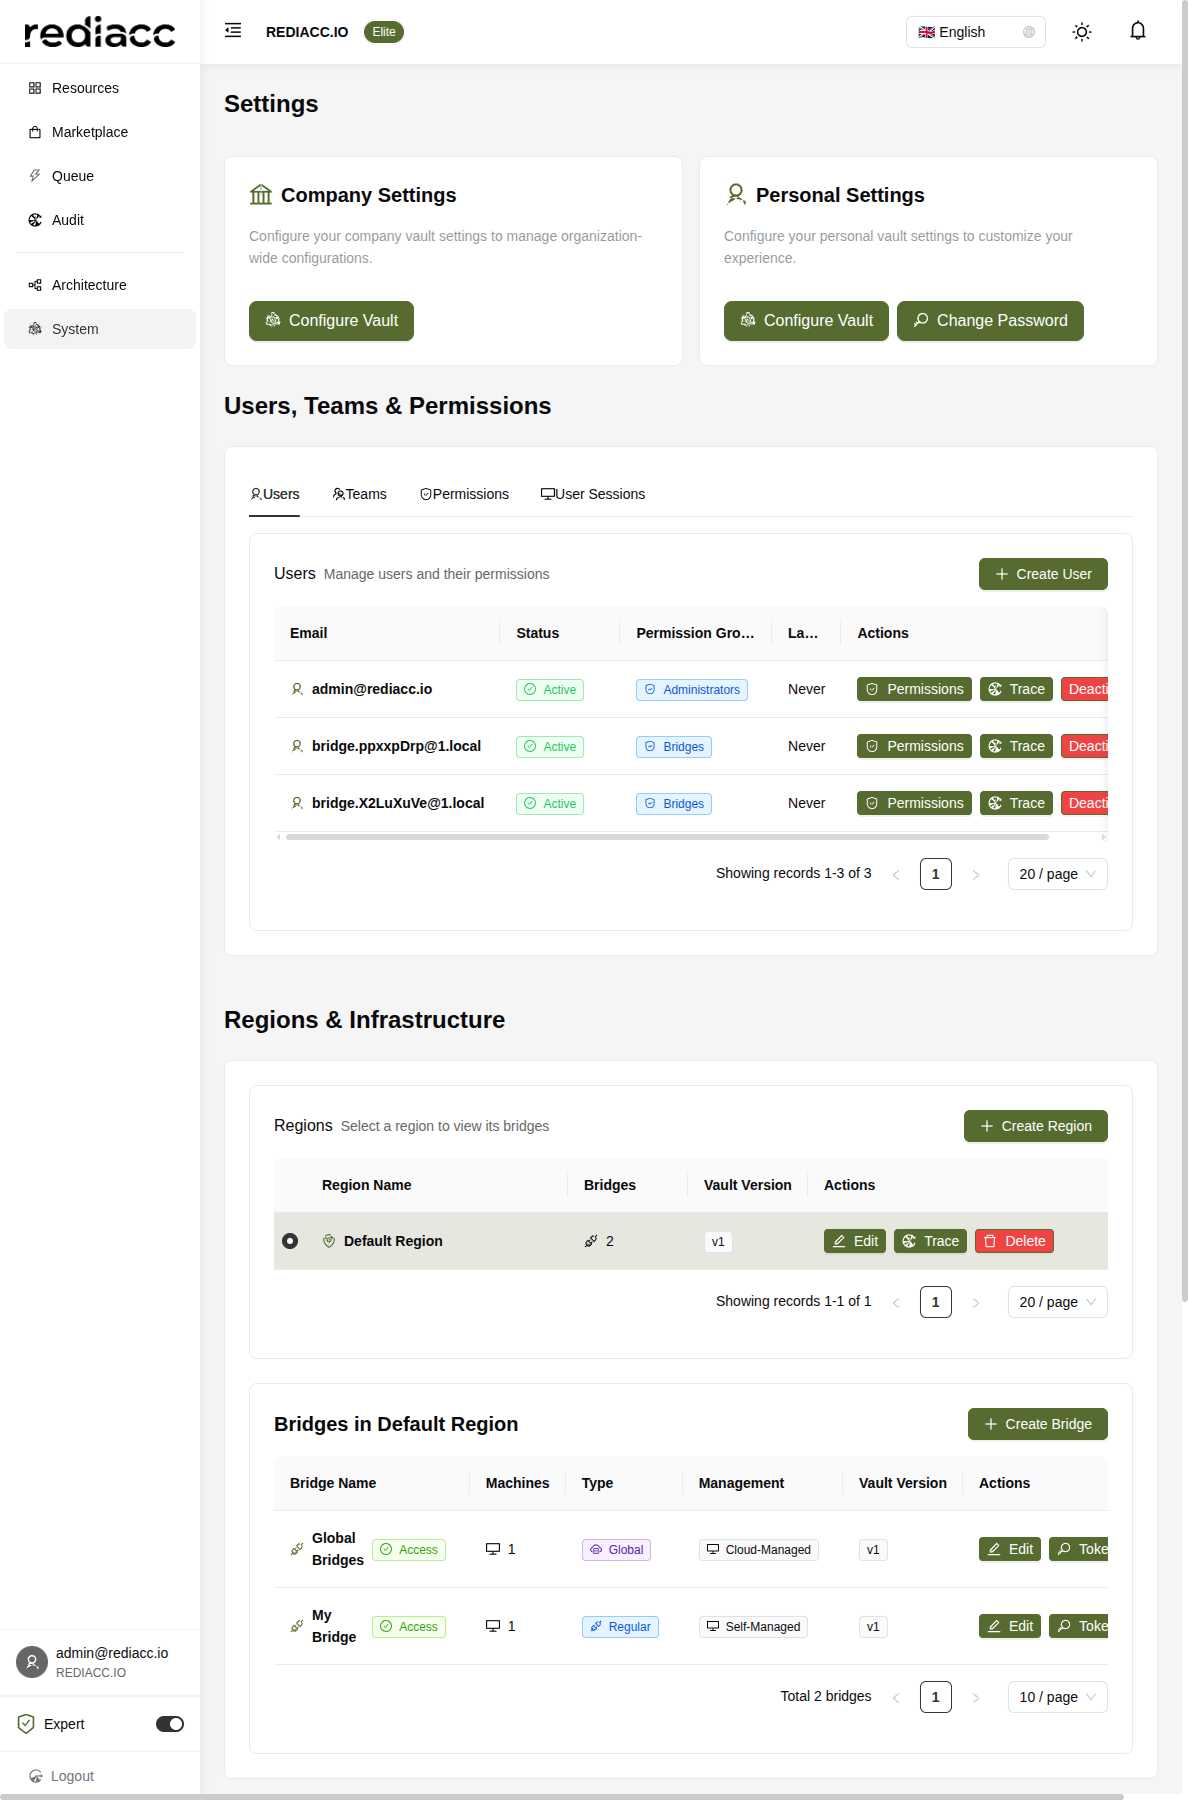 rediacc
REDIACC.IO
Elite
English
Resources
Marketplace
Queue
Audit
Architecture
System
Settings
Company Settings
Configure your company vault settings to manage organization-
wide configurations.
Configure Vault
Personal Settings
Configure your personal vault settings to customize your
experience.
Configure Vault
Change Password
Users, Teams & Permissions
Users Teams Permissions User Sessions
Users Manage users and their permissions
Create User
Email Status Permission Gro... La... Actions
admin@rediacc.io Active Administrators Never Permissions Trace Deacti
bridge.ppxxpDrp@1.local Active Bridges Never Permissions Trace Deacti
bridge.X2LuXuVe@1.local Active Bridges Never Permissions Trace Deacti
Showing records 1-3 of 3 1 20 / page
Regions & Infrastructure
Regions Select a region to view its bridges
Create Region
Region Name Bridges Vault Version Actions
Default Region 2 v1 Edit Trace Delete
Showing records 1-1 of 1 1 20 / page
Bridges in Default Region
Create Bridge
Bridge Name Machines Type Management Vault Version Actions
Global
Bridges Access 1 Global Cloud-Managed v1 Edit Toke
My
Bridge Access 1 Regular Self-Managed v1 Edit Toke
Total 2 bridges 1 10 / page
admin@rediacc.io
REDIACC.IO
Expert
Logout